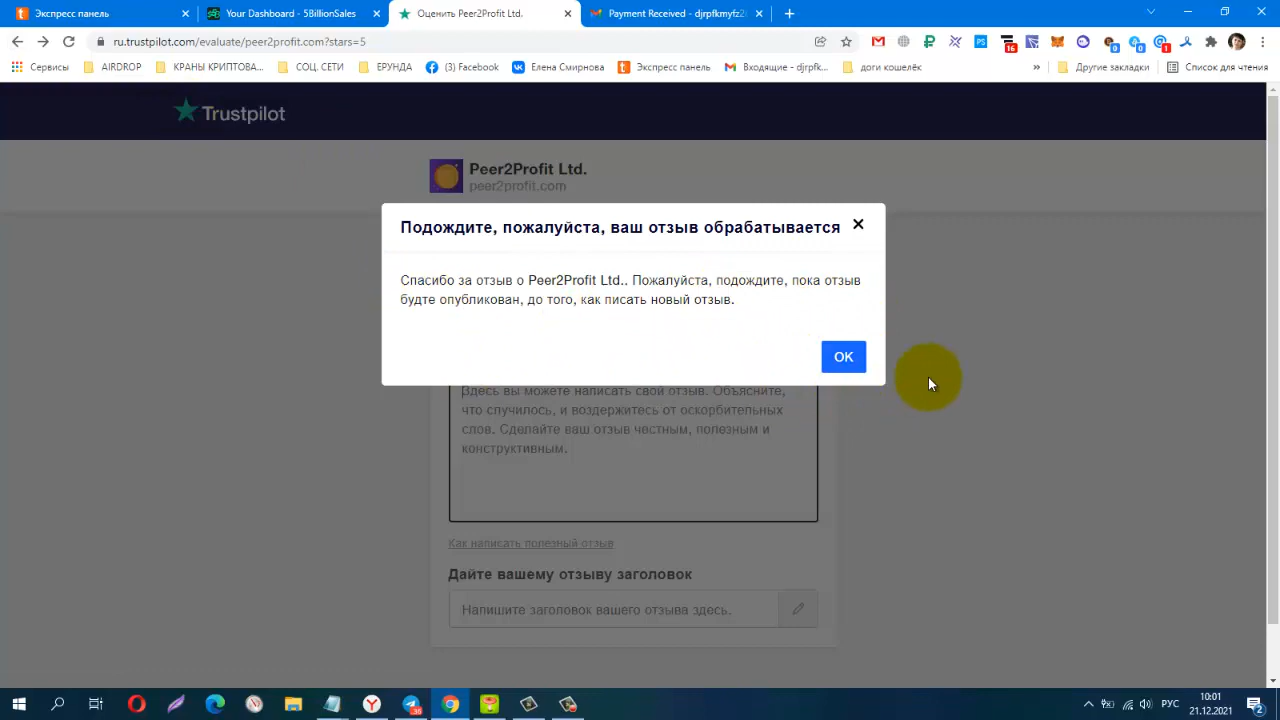 Экспресс панель
Your Dashboard - 5BillionSales
Оценить Peer2Profit Ltd.
Payment Received - djrpfkmyfz2
ru.trustpilot.com/evaluate/peer2profit.com?stars=5
16
9
0
1
Сервисы
AIRDROP
КРАНЫ КРИПТОВА...
СОЦ. СЕТИ
ЕРУНДА
(3) Facebook
Елена Смирнова
Экспресс панель
Входящие - djrpfk...
доги кошелёк
»
Другие закладки
Список для чтения
Trustpilot
Peer2Profit Ltd.
peer2profit.com
Подождите, пожалуйста, ваш отзыв обрабатывается
Спасибо за отзыв о Peer2Profit Ltd.. Пожалуйста, подождите, пока отзыв
будте опубликован, до того, как писать новый отзыв.
OK
Здесь вы можете написать свой отзыв. Объясните,
что случилось, и воздержитесь от оскорбительных
слов. Сделайте ваш отзыв честным, полезным и
конструктивным.
Как написать полезный отзыв
Дайте вашему отзыву заголовок
Напишите заголовок вашего отзыва здесь.
РУС
10:01
21.12.2021
2